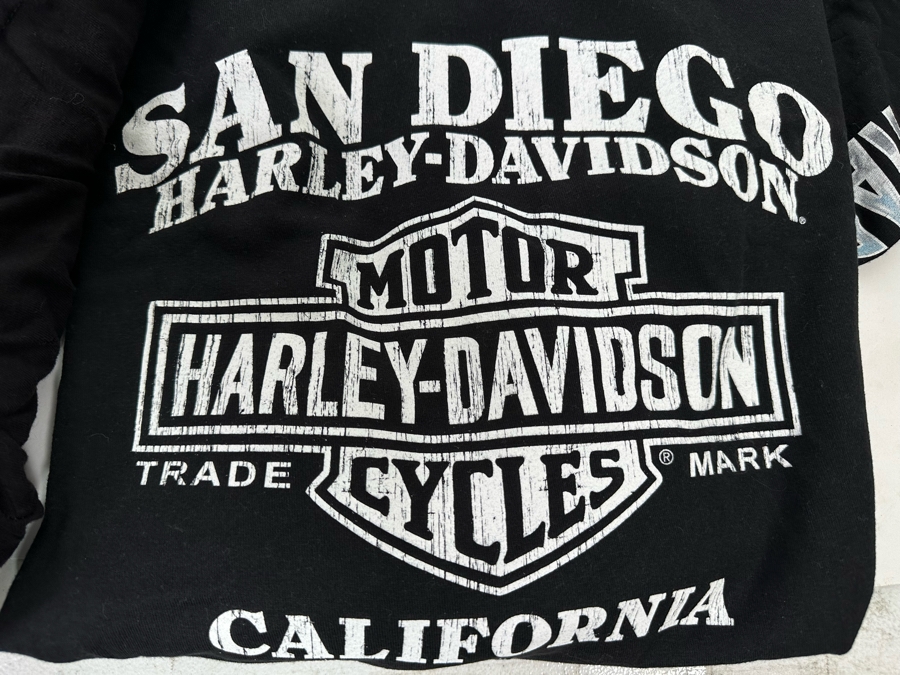 SAN DIEGO
HARLEY-DAVIDSON®
MOTOR
HARLEY-DAVIDSON
TRADE ® MARK
CYCLES
CALIFORNIA